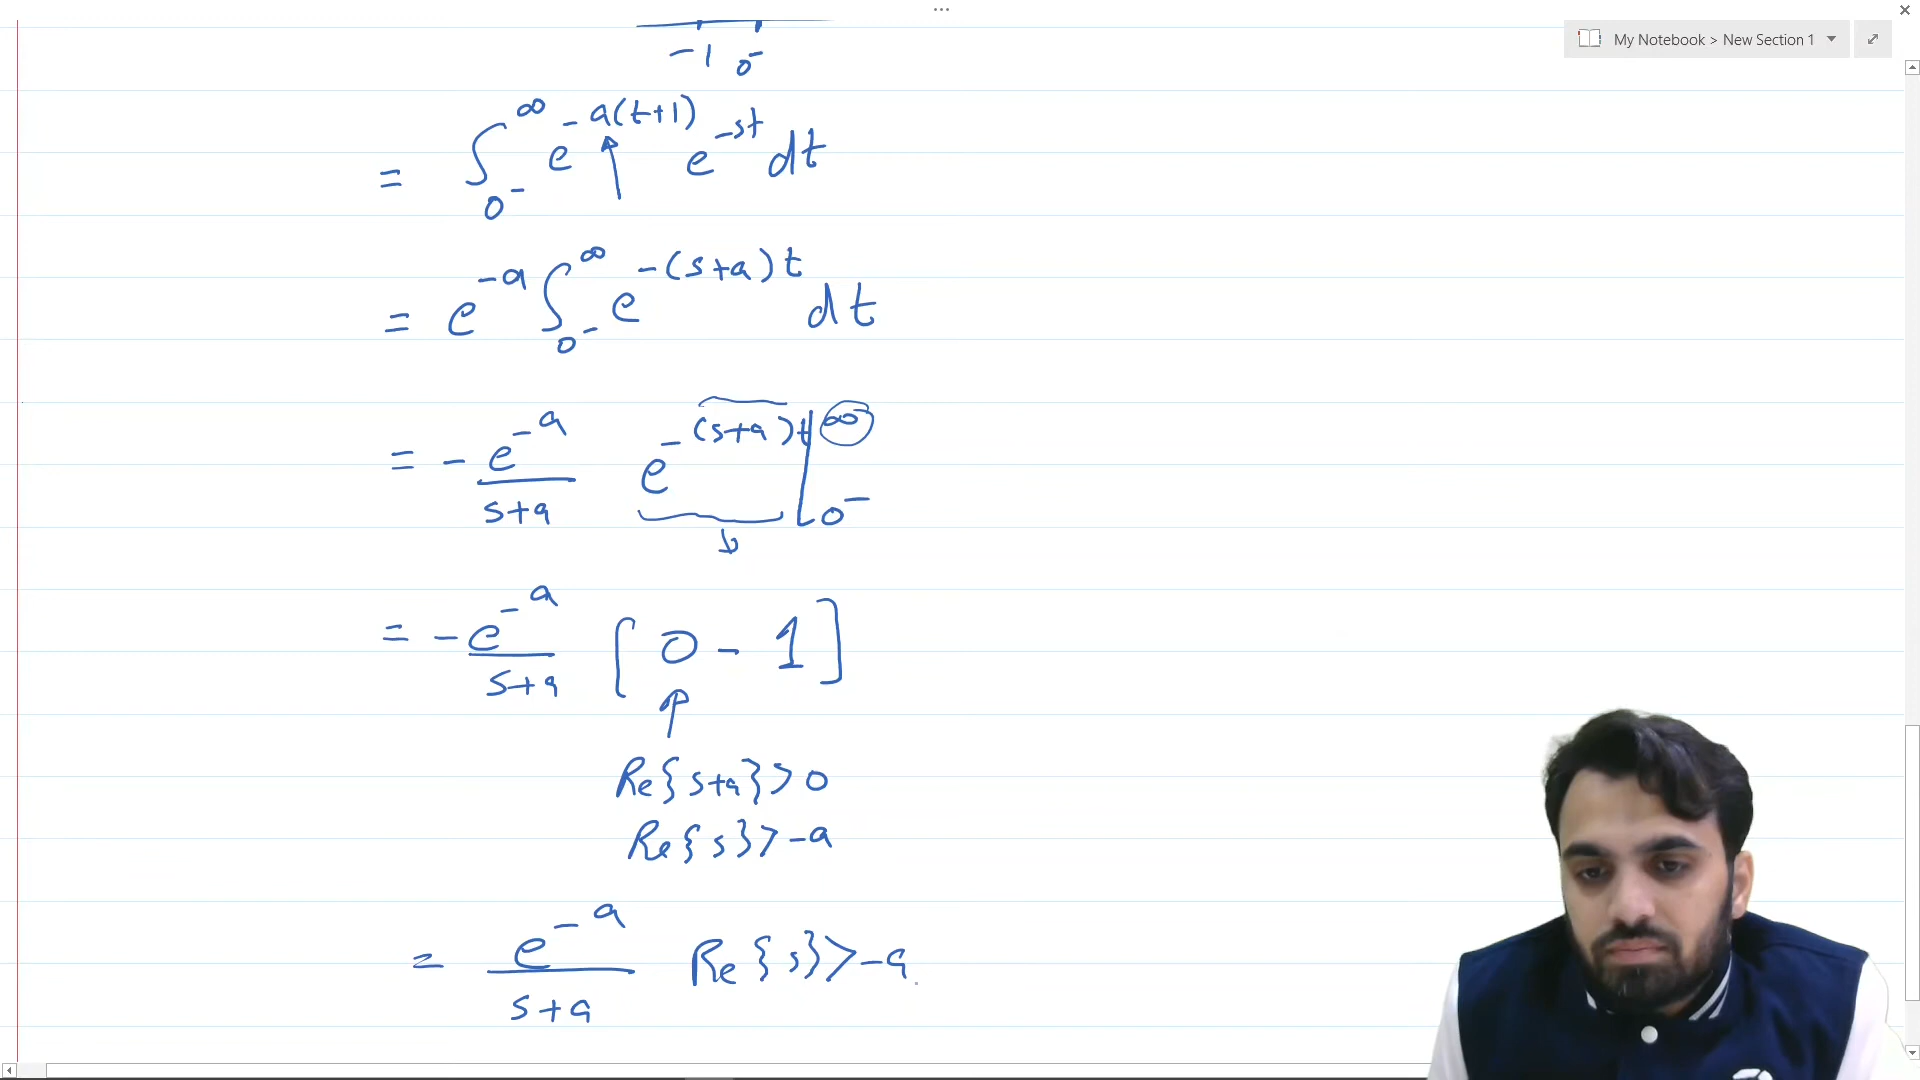 My Notebook > New Section 1
-1 0⁻
= ∫₀⁻^∞ e^{-a(t+1)} e^{-st} dt
= e^{-a} ∫₀⁻^∞ e^{-(s+a)t} dt
= - e^{-a}/(s+a) e^{-(s+a)t} |₀⁻^∞
= - e^{-a}/(s+a) [0 - 1]
Re{s+a}>0
Re{s}>-a
= e^{-a}/(s+a) Re{s}>-a